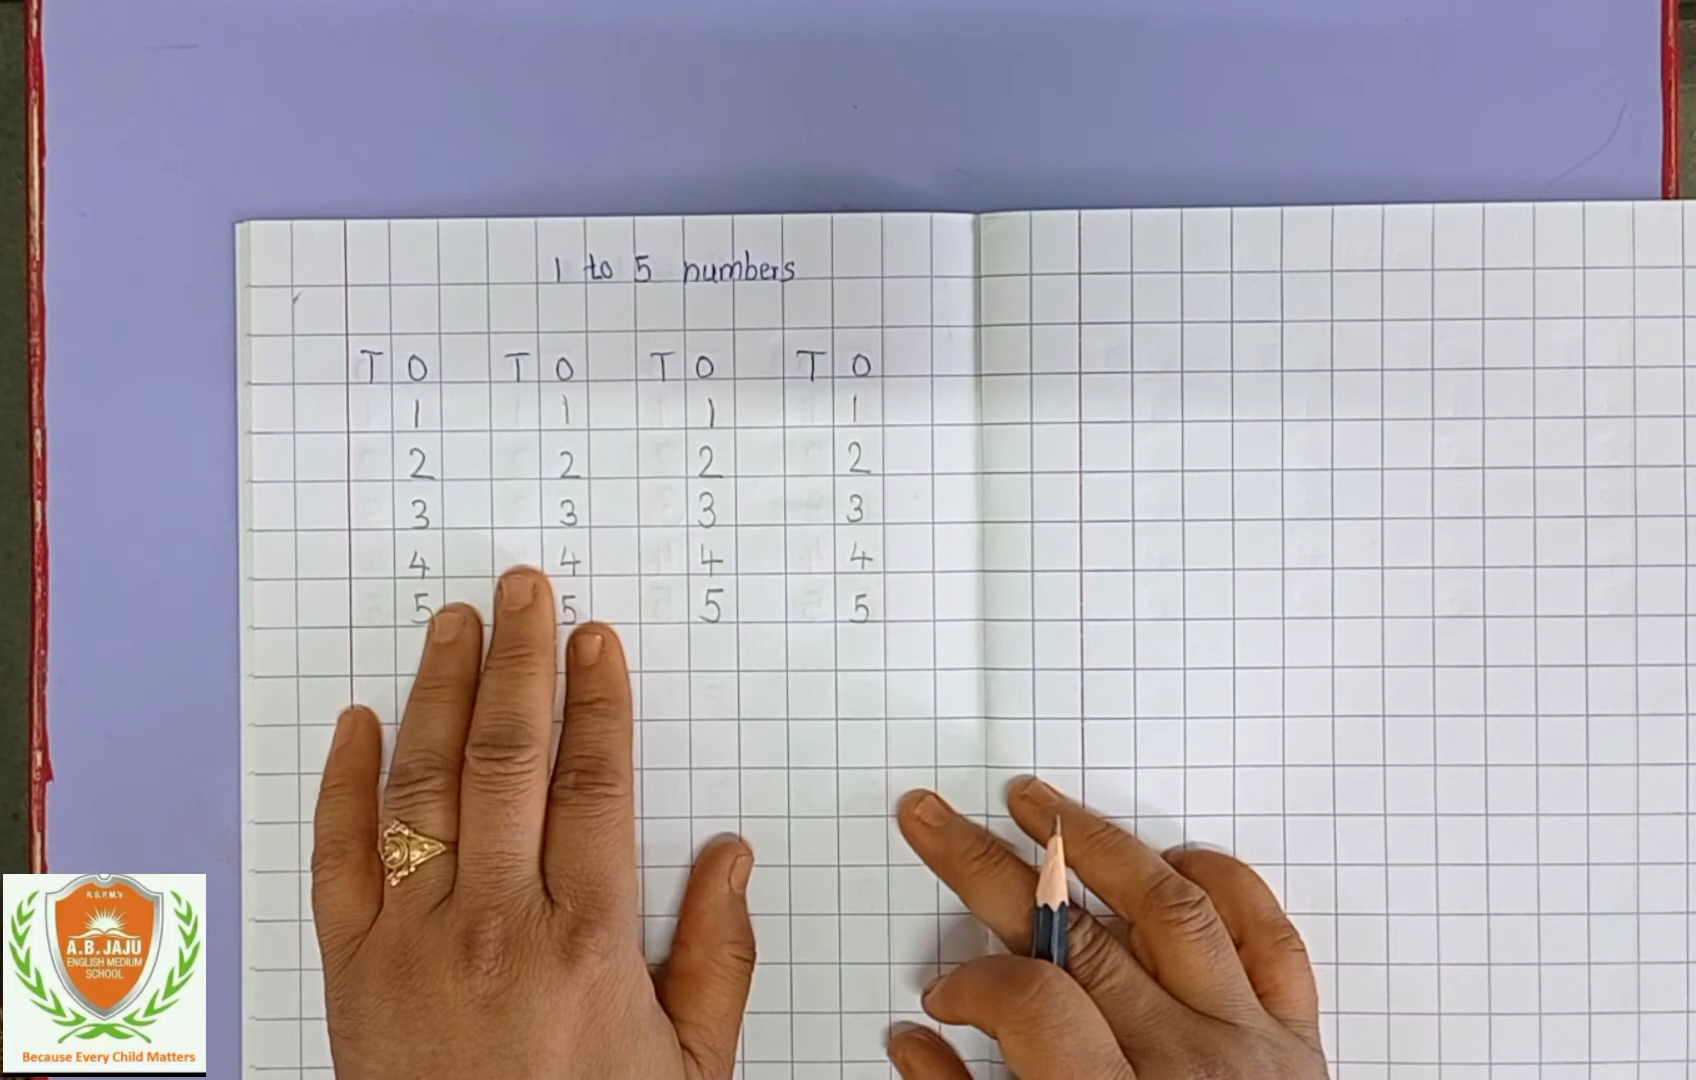 1 to 5 numbers
T O T O T O T O
1 1 1 1
2 2 2 2
3 3 3 3
4 4 4 4
5 5 5 5
R.S.P.M.'s
A.B. JAJU
ENGLISH MEDIUM
SCHOOL
Because Every Child Matters